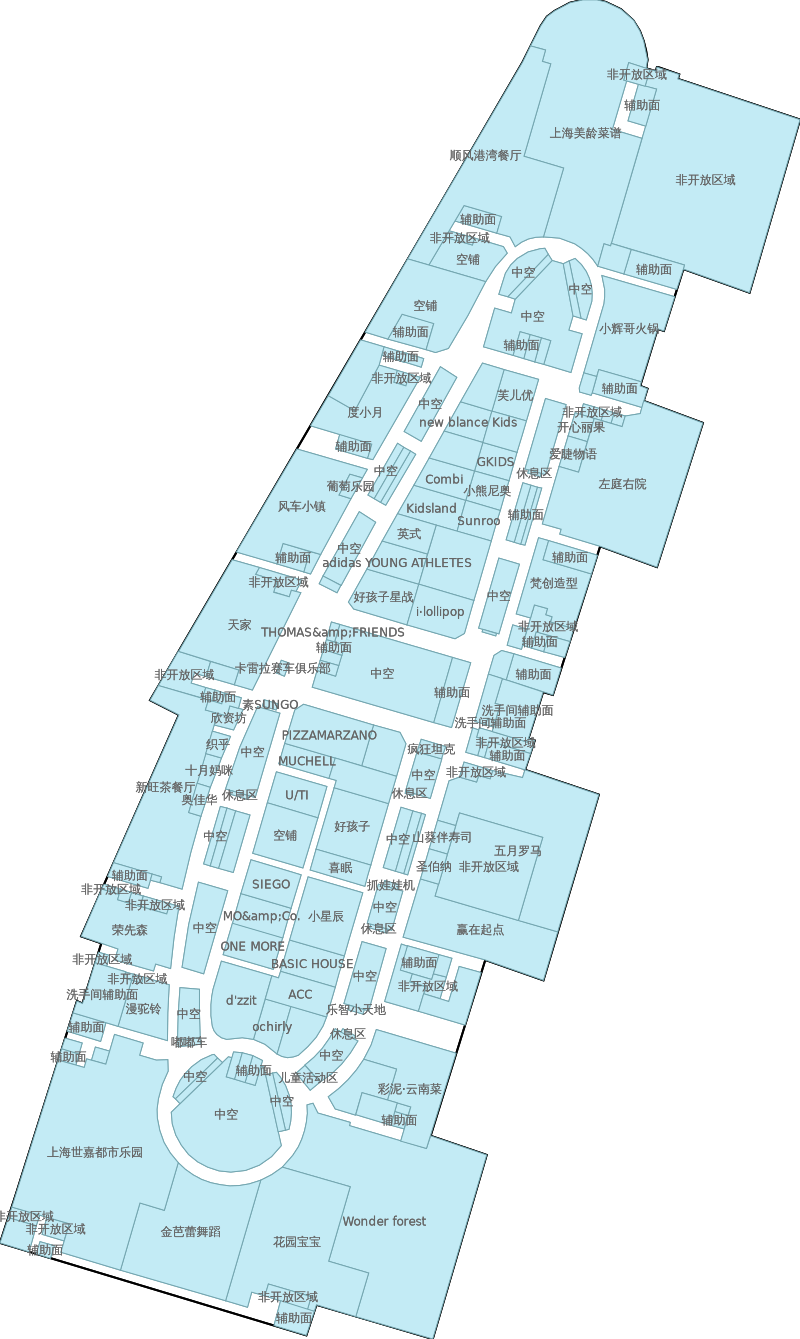 非开放区域
辅助面
上海美龄菜谱
顺风港湾餐厅
非开放区域
辅助面
非开放区域
空铺
辅助面
中空
中空
空铺
中空
小辉哥火锅
辅助面
辅助面
辅助面
非开放区域
辅助面
芙儿优
中空
度小月
非开放区域
new blance Kids
开心丽果
辅助面
爱睫物语
GKIDS
中空
休息区
Combi
左庭右院
葡萄乐园
小熊尼奥
风车小镇
Kidsland
辅助面
Sunroo
英式
中空
辅助面
辅助面
adidas YOUNG ATHLETES
非开放区域
梵创造型
好孩子星战
中空
i·lollipop
天家
非开放区域
THOMAS&amp;FRIENDS
辅助面
辅助面
卡雷拉赛车俱乐部
非开放区域
中空
辅助面
辅助面
辅助面
素SUNGO
洗手间辅助面
欣资坊
洗手间辅助面
PIZZAMARZANO
织乎
非开放区域
中空
疯狂坦克
辅助面
MUCHELL
十月妈咪
中空
非开放区域
新旺茶餐厅
奥佳华
休息区
U/TI
休息区
好孩子
中空
空铺
中空
山葵伴寿司
五月罗马
喜眠
圣伯纳
非开放区域
辅助面
SIEGO
抓娃娃机
非开放区域
非开放区域
中空
MO&amp;Co.
小星辰
荣先森
中空
休息区
赢在起点
ONE MORE
非开放区域
BASIC HOUSE
辅助面
非开放区域
中空
非开放区域
洗手间辅助面
ACC
d'zzit
漫驼铃
中空
乐智小天地
辅助面
ochirly
休息区
嘟嘟车
辅助面
中空
辅助面
中空
儿童活动区
彩泥·云南菜
中空
中空
辅助面
上海世嘉都市乐园
非开放区域
Wonder forest
非开放区域
金芭蕾舞蹈
花园宝宝
辅助面
非开放区域
辅助面